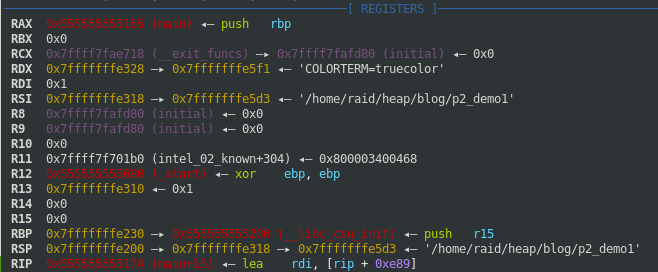 [ REGISTERS ]
RAX 0x555555555165 (main) ◂— push rbp
RBX 0x0
RCX 0x7ffff7fae718 (__exit_funcs) —▸ 0x7ffff7fafd80 (initial) ◂— 0x0
RDX 0x7fffffffe328 —▸ 0x7fffffffe5f1 ◂— 'COLORTERM=truecolor'
RDI 0x1
RSI 0x7fffffffe318 —▸ 0x7fffffffe5d3 ◂— '/home/raid/heap/blog/p2_demo1'
R8 0x7ffff7fafd80 (initial) ◂— 0x0
R9 0x7ffff7fafd80 (initial) ◂— 0x0
R10 0x0
R11 0x7ffff7f701b0 (intel_02_known+304) ◂— 0x800003400468
R12 0x555555555080 (_start) ◂— xor ebp, ebp
R13 0x7fffffffe310 ◂— 0x1
R14 0x0
R15 0x0
RBP 0x7fffffffe230 —▸ 0x555555555200 (__libc_csu_init) ◂— push r15
RSP 0x7fffffffe200 —▸ 0x7fffffffe318 —▸ 0x7fffffffe5d3 ◂— '/home/raid/heap/blog/p2_demo1'
RIP 0x555555555174 (main+15) ◂— lea rdi, [rip + 0xe89]